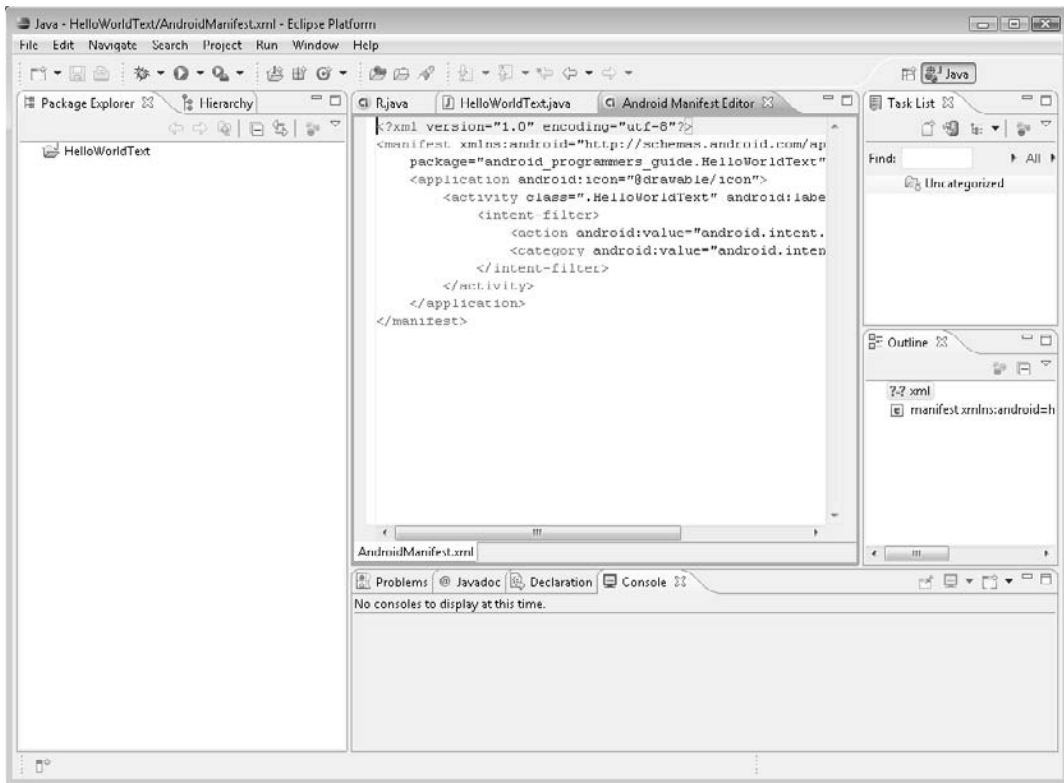 Java - HelloWorldText/AndroidManifest.xml - Eclipse Platform
File Edit Navigate Search Project Run Window Help
Java
Package Explorer
Hierarchy
HelloWorldText
R.java
HelloWorldText.java
Android Manifest Editor
<?xml version="1.0" encoding="utf-8"?>
<manifest xmlns:android="http://schemas.android.com/ap
package="android_programmers_guide.HelloWorldText"
<application android:icon="@drawable/icon">
<activity class=".HelloWorldText" android:labe
<intent-filter>
<action android:value="android.intent.
<category android:value="android.inten
</intent-filter>
</activity>
</application>
</manifest>
AndroidManifest.xml
Task List
Find:
All
Uncategorized
Outline
?-? xml
e manifest xmlns:android=h
Problems @ Javadoc Declaration Console
No consoles to display at this time.